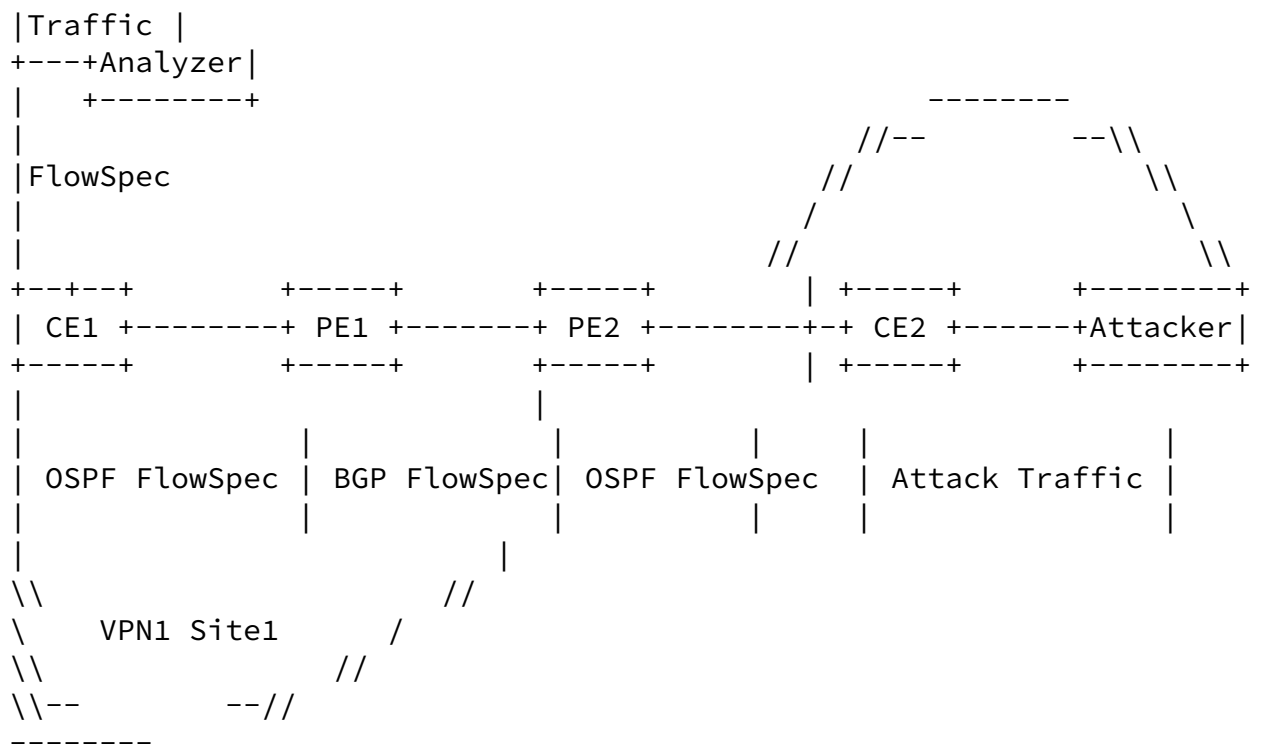 |Traffic |
+---+Analyzer|
|   +--------+                                     --------
|                                              //--        --\\
|FlowSpec                                    //                \\
|                                           /                    \
|                                         //                      \\
+--+--+        +-----+       +-----+        | +-----+      +--------+
| CE1 +--------+ PE1 +-------+ PE2 +--------+-+ CE2 +------+Attacker|
+-----+        +-----+       +-----+        | +-----+      +--------+
|                            |
|               |             |          |     |                |
| OSPF FlowSpec | BGP FlowSpec| OSPF FlowSpec  | Attack Traffic |
|               |             |          |     |                |
|                          |
\\                      //
\    VPN1 Site1      /
\\                //
\\--        --//
--------